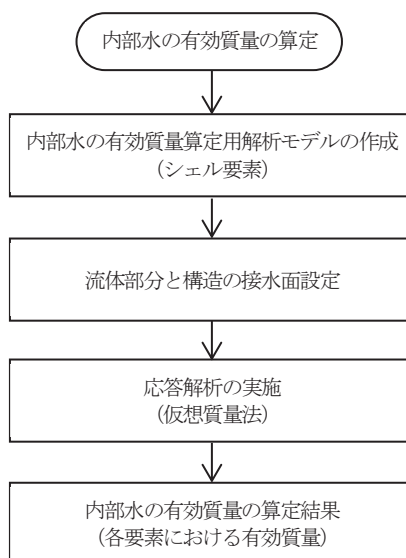 内部水の有効質量の算定
内部水の有効質量算定用解析モデルの作成
（シェル要素）
流体部分と構造の接水面設定
応答解析の実施
（仮想質量法）
内部水の有効質量の算定結果
（各要素における有効質量）